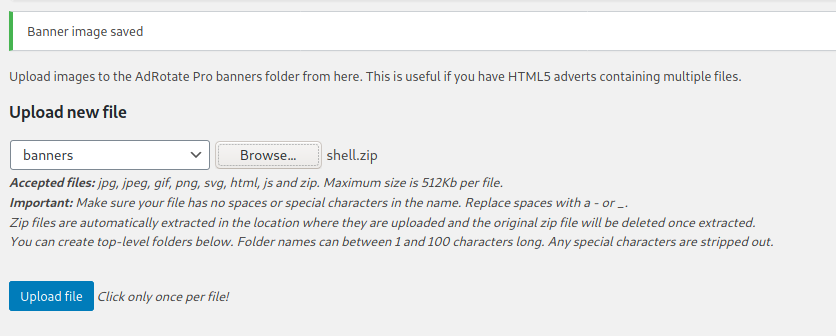 Banner image saved
Upload images to the AdRotate Pro banners folder from here. This is useful if you have HTML5 adverts containing multiple files.
Upload new file
banners Browse... shell.zip
Accepted files: jpg, jpeg, gif, png, svg, html, js and zip. Maximum size is 512Kb per file.
Important: Make sure your file has no spaces or special characters in the name. Replace spaces with a - or _.
Zip files are automatically extracted in the location where they are uploaded and the original zip file will be deleted once extracted.
You can create top-level folders below. Folder names can between 1 and 100 characters long. Any special characters are stripped out.
Upload file Click only once per file!